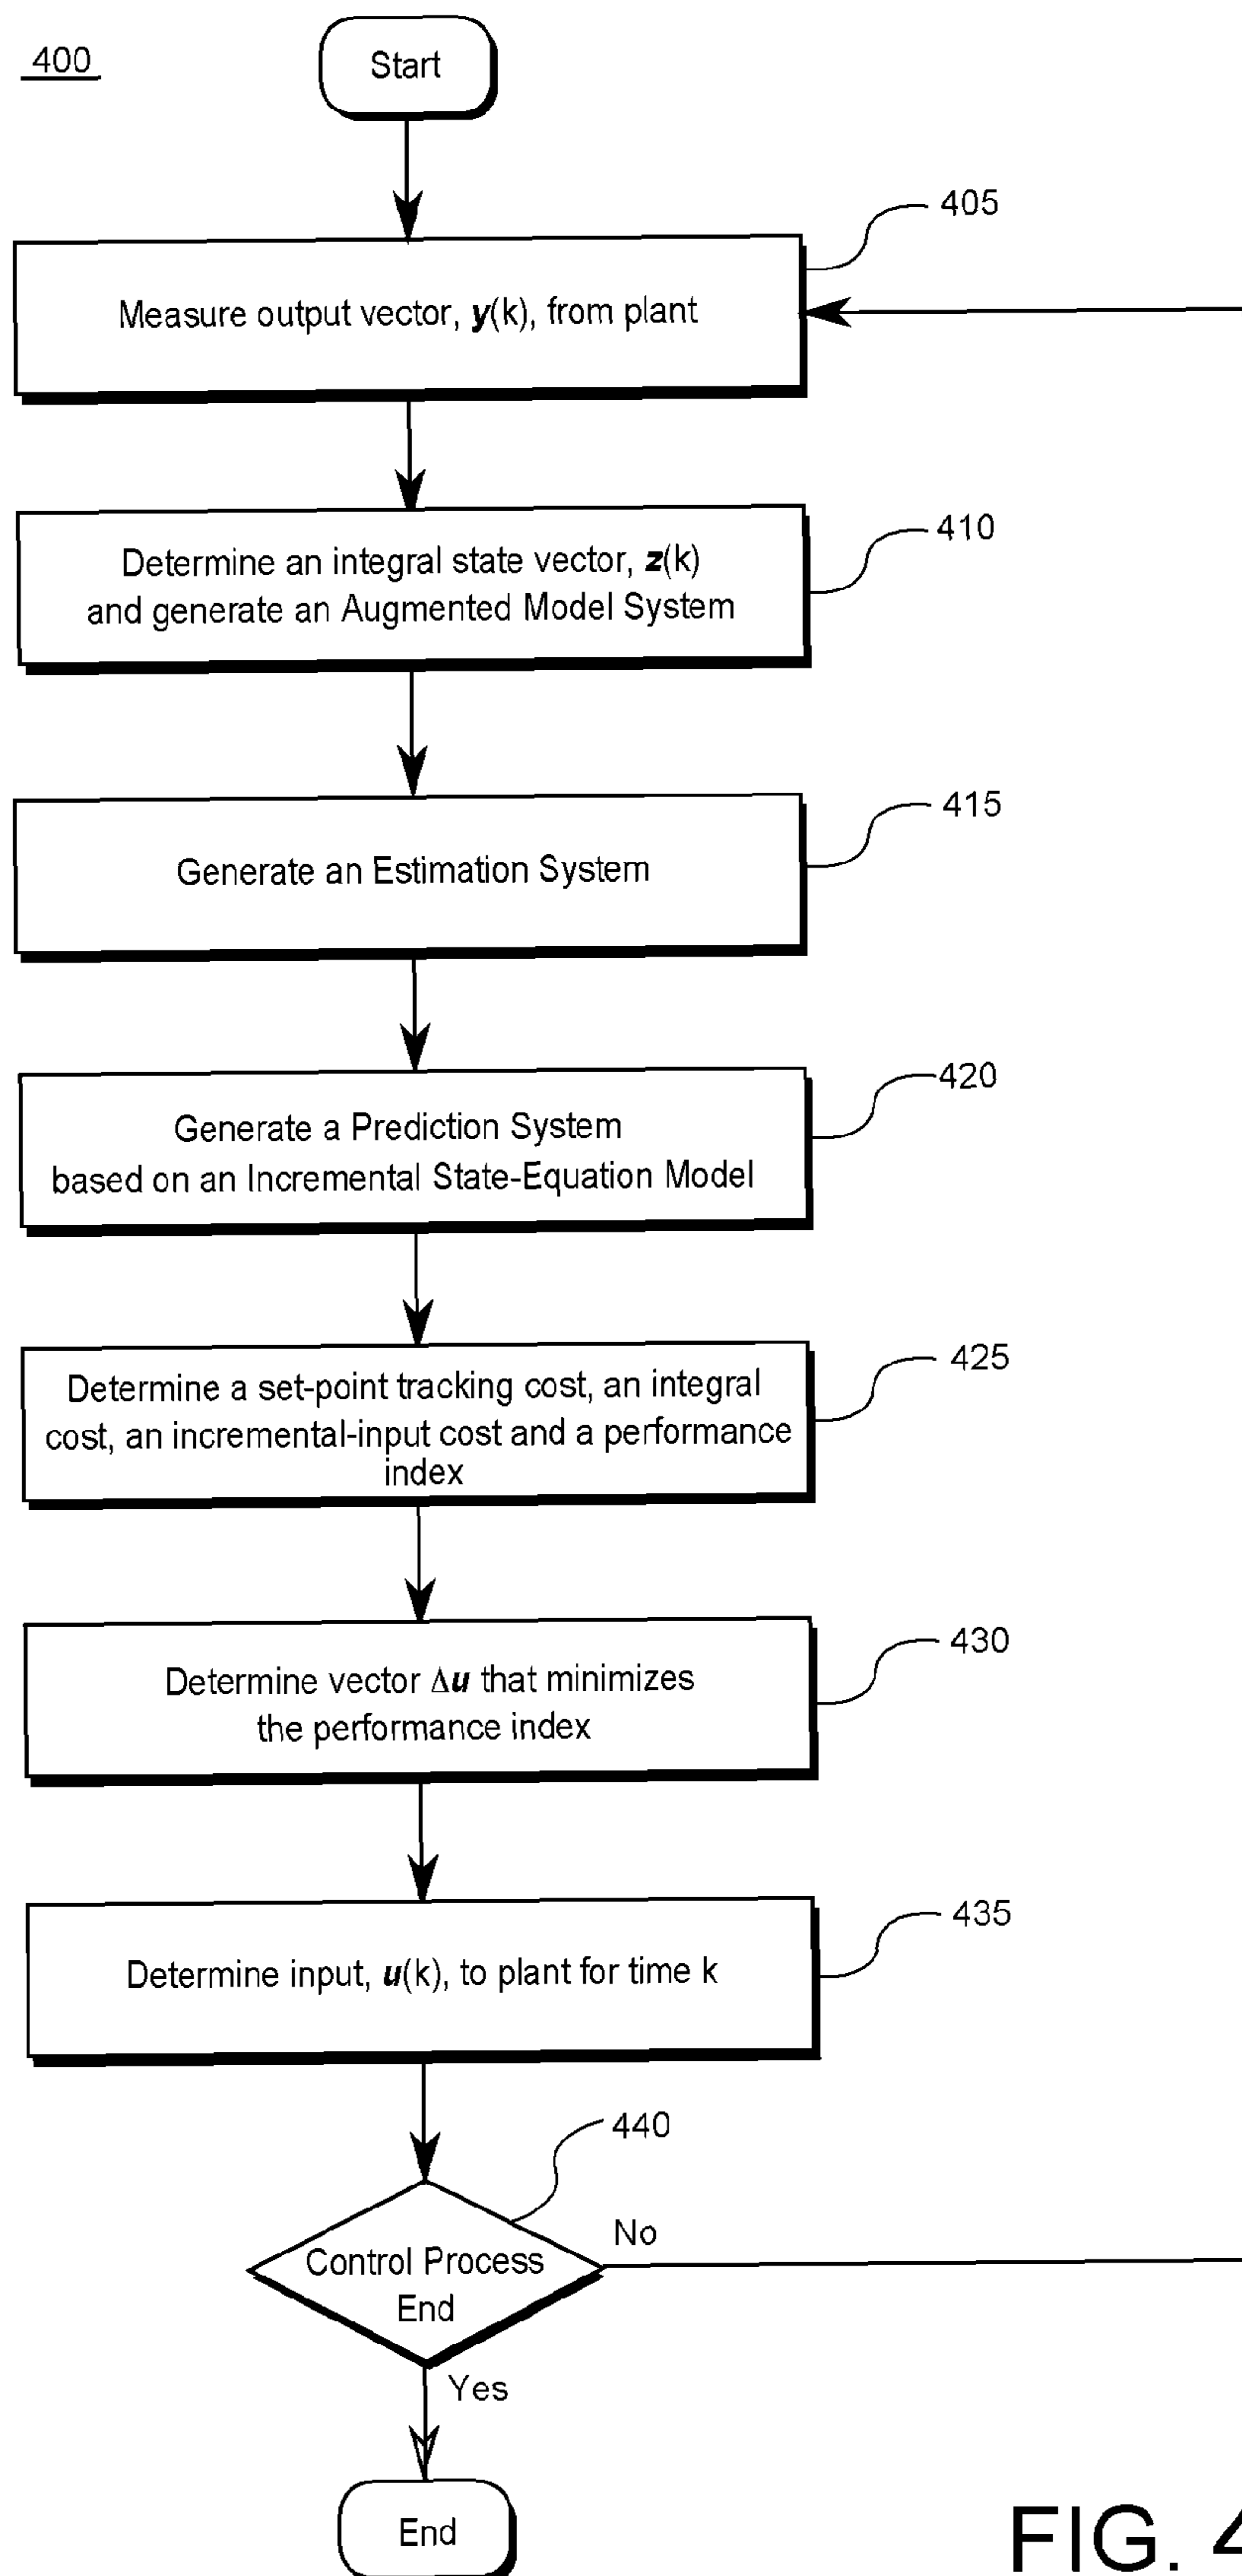 400
Start
405
Measure output vector, y(k), from plant
410
Determine an integral state vector, z(k)
and generate an Augmented Model System
415
Generate an Estimation System
420
Generate a Prediction System
based on an Incremental State-Equation Model
425
Determine a set-point tracking cost, an integral
cost, an incremental-input cost and a performance
index
430
Determine vector Δu that minimizes
the performance index
435
Determine input, u(k), to plant for time k
440
Control Process
End
No
Yes
End
FIG. 4